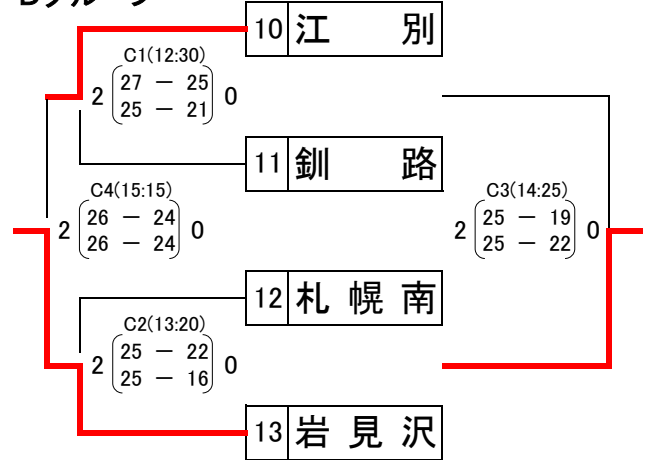 10 江 別
C1(12:30)
2 27 － 25 0
25 － 21
11 釧 路
C4(15:15)
2 26 － 24 0
26 － 24
C3(14:25)
2 25 － 19 0
25 － 22
12 札 幌 南
C2(13:20)
2 25 － 22 0
25 － 16
13 岩 見 沢